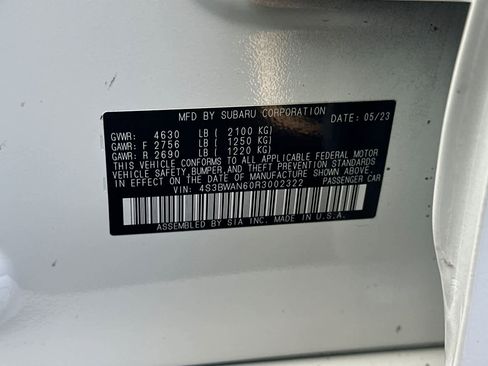 MFD BY SUBARU CORPORATION
DATE: 05/23
GVWR: 4630 LB ( 2100 KG)
GAWR: F 2756 LB ( 1250 KG)
GAWR: R 2690 LB ( 1220 KG)
THIS VEHICLE CONFORMS TO ALL APPLICABLE FEDERAL MOTOR
VEHICLE SAFETY, BUMPER, AND THEFT PREVENTION STANDARDS
IN EFFECT ON THE DATE OF MANUFACTURE SHOWN ABOVE.
VIN: 4S3BWAN60R3002322 PASSENGER CAR
ASSEMBLED BY SIA INC. MADE IN U.S.A.